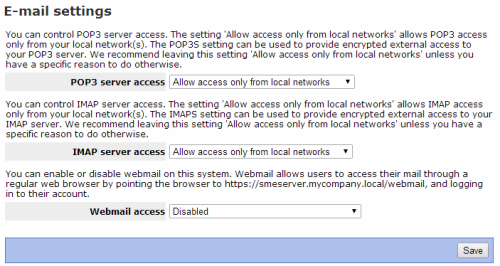 E-mail settings
You can control POP3 server access. The setting 'Allow access only from local networks' allows POP3 access
only from your local network(s). The POP3S setting can be used to provide encrypted external access to
your POP3 server. We recommend leaving this setting 'Allow access only from local networks' unless you
have a specific reason to do otherwise.
POP3 server access Allow access only from local networks
You can control IMAP server access. The setting 'Allow access only from local networks' allows IMAP access
only from your local network(s). The IMAPS setting can be used to provide encrypted external access to your
IMAP server. We recommend leaving this setting 'Allow access only from local networks' unless you have a
specific reason to do otherwise.
IMAP server access Allow access only from local networks
You can enable or disable webmail on this system. Webmail allows users to access their mail through a
regular web browser by pointing the browser to https://smeserver.mycompany.local/webmail, and logging
in to their account.
Webmail access Disabled
Save